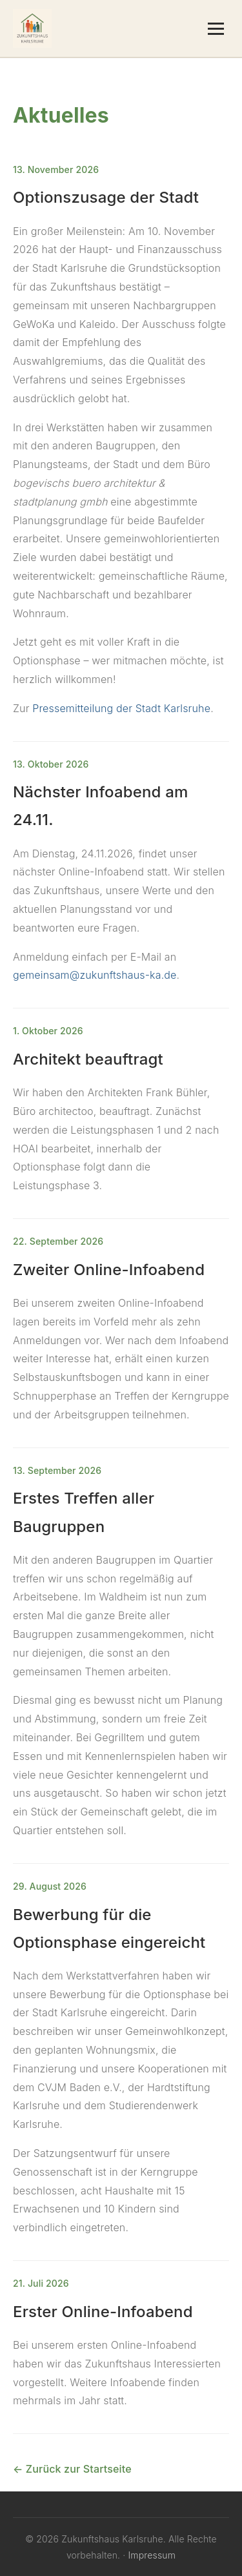 ZUKUNFTSHAUS
KARLSRUHE
Aktuelles
13. November 2026
Optionszusage der Stadt
Ein großer Meilenstein: Am 10. November
2026 hat der Haupt- und Finanzausschuss
der Stadt Karlsruhe die Grundstücksoption
für das Zukunftshaus bestätigt –
gemeinsam mit unseren Nachbargruppen
GeWoKa und Kaleido. Der Ausschuss folgte
damit der Empfehlung des
Auswahlgremiums, das die Qualität des
Verfahrens und seines Ergebnisses
ausdrücklich gelobt hat.
In drei Werkstätten haben wir zusammen
mit den anderen Baugruppen, den
Planungsteams, der Stadt und dem Büro
bogevischs buero architektur &
stadtplanung gmbh eine abgestimmte
Planungsgrundlage für beide Baufelder
erarbeitet. Unsere gemeinwohlorientierten
Ziele wurden dabei bestätigt und
weiterentwickelt: gemeinschaftliche Räume,
gute Nachbarschaft und bezahlbarer
Wohnraum.
Jetzt geht es mit voller Kraft in die
Optionsphase – wer mitmachen möchte, ist
herzlich willkommen!
Zur Pressemitteilung der Stadt Karlsruhe.
13. Oktober 2026
Nächster Infoabend am
24.11.
Am Dienstag, 24.11.2026, findet unser
nächster Online-Infoabend statt. Wir stellen
das Zukunftshaus, unsere Werte und den
aktuellen Planungsstand vor und
beantworten eure Fragen.
Anmeldung einfach per E-Mail an
gemeinsam@zukunftshaus-ka.de.
1. Oktober 2026
Architekt beauftragt
Wir haben den Architekten Frank Bühler,
Büro architectoo, beauftragt. Zunächst
werden die Leistungsphasen 1 und 2 nach
HOAI bearbeitet, innerhalb der
Optionsphase folgt dann die
Leistungsphase 3.
22. September 2026
Zweiter Online-Infoabend
Bei unserem zweiten Online-Infoabend
lagen bereits im Vorfeld mehr als zehn
Anmeldungen vor. Wer nach dem Infoabend
weiter Interesse hat, erhält einen kurzen
Selbstauskunftsbogen und kann in einer
Schnupperphase an Treffen der Kerngruppe
und der Arbeitsgruppen teilnehmen.
13. September 2026
Erstes Treffen aller
Baugruppen
Mit den anderen Baugruppen im Quartier
treffen wir uns schon regelmäßig auf
Arbeitsebene. Im Waldheim ist nun zum
ersten Mal die ganze Breite aller
Baugruppen zusammengekommen, nicht
nur diejenigen, die sonst an den
gemeinsamen Themen arbeiten.
Diesmal ging es bewusst nicht um Planung
und Abstimmung, sondern um freie Zeit
miteinander. Bei Gegrilltem und gutem
Essen und mit Kennenlernspielen haben wir
viele neue Gesichter kennengelernt und
uns ausgetauscht. So haben wir schon jetzt
ein Stück der Gemeinschaft gelebt, die im
Quartier entstehen soll.
29. August 2026
Bewerbung für die
Optionsphase eingereicht
Nach dem Werkstattverfahren haben wir
unsere Bewerbung für die Optionsphase bei
der Stadt Karlsruhe eingereicht. Darin
beschreiben wir unser Gemeinwohlkonzept,
den geplanten Wohnungsmix, die
Finanzierung und unsere Kooperationen mit
dem CVJM Baden e.V., der Hardtstiftung
Karlsruhe und dem Studierendenwerk
Karlsruhe.
Der Satzungsentwurf für unsere
Genossenschaft ist in der Kerngruppe
beschlossen, acht Haushalte mit 15
Erwachsenen und 10 Kindern sind
verbindlich eingetreten.
21. Juli 2026
Erster Online-Infoabend
Bei unserem ersten Online-Infoabend
haben wir das Zukunftshaus Interessierten
vorgestellt. Weitere Infoabende finden
mehrmals im Jahr statt.
← Zurück zur Startseite
© 2026 Zukunftshaus Karlsruhe. Alle Rechte
vorbehalten. · Impressum